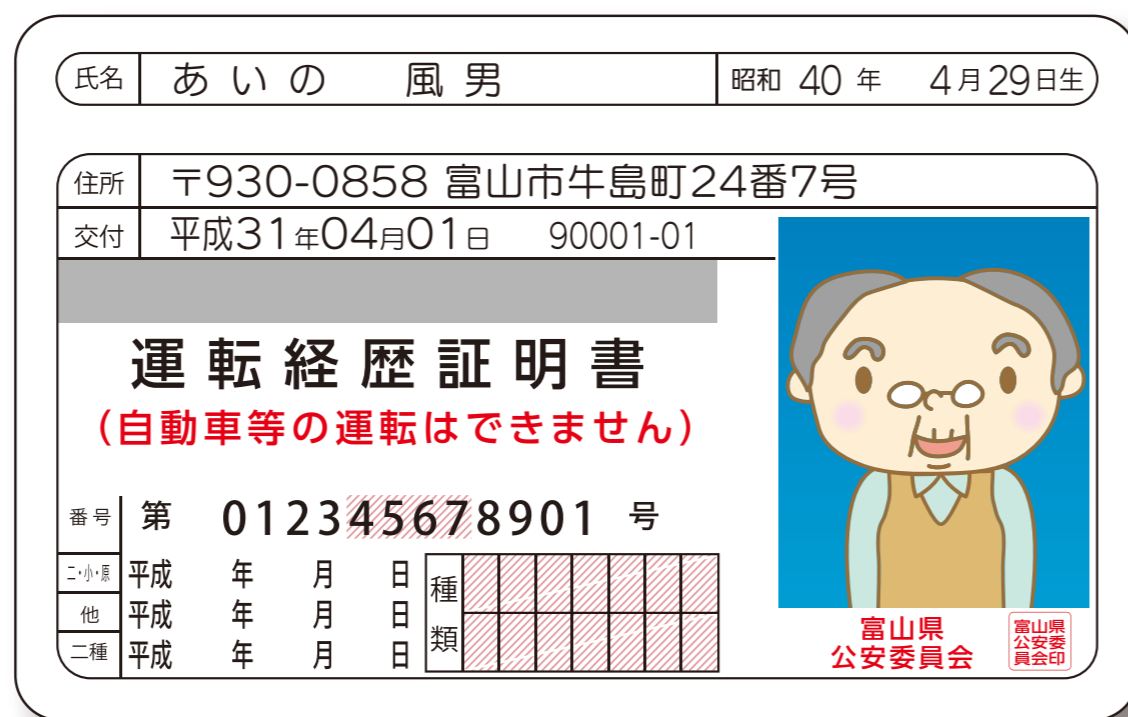 氏名 あいの 風男 昭和 40 年 4月29日生
住所 〒930-0858 富山市牛島町24番7号
交付 平成31年04月01日 90001-01
運転経歴証明書
(自動車等の運転はできません)
番号 第 012345678901 号
二・小・原 平成 年 月 日
他 平成 年 月 日
二種 平成 年 月 日
種類
富山県
公安委員会
富山県
公安委
員会印